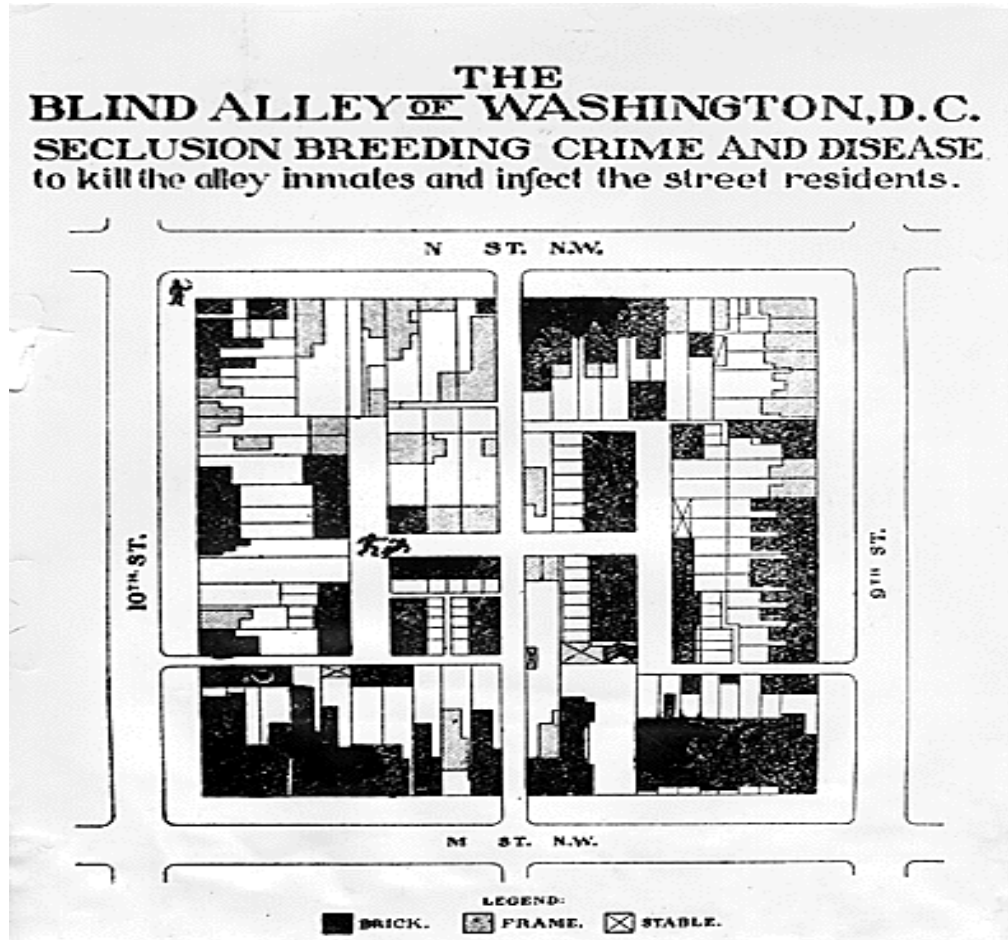 THE
BLIND ALLEY OF WASHINGTON, D.C.
SECLUSION BREEDING CRIME AND DISEASE
to kill the alley inmates and infect the street residents.
N ST. N.W.
10TH ST.
9TH ST.
M ST. N.W.
LEGEND:
BRICK. FRAME. STABLE.